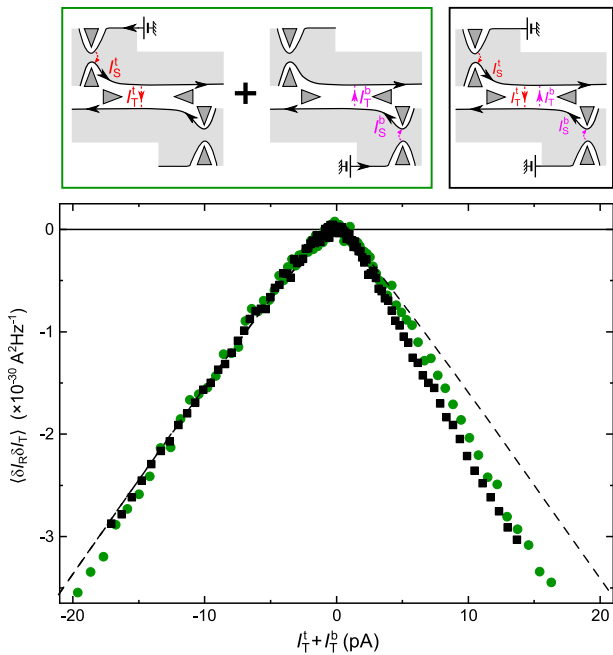 I_S^t
I_T^t
+
I_T^b
I_S^b
I_S^t
I_T^t
I_T^b
I_S^b
0
-1
-2
-3
⟨δI_R δI_T⟩ (×10⁻³⁰ A²Hz⁻¹)
-20
-10
0
10
20
I_T^t + I_T^b (pA)